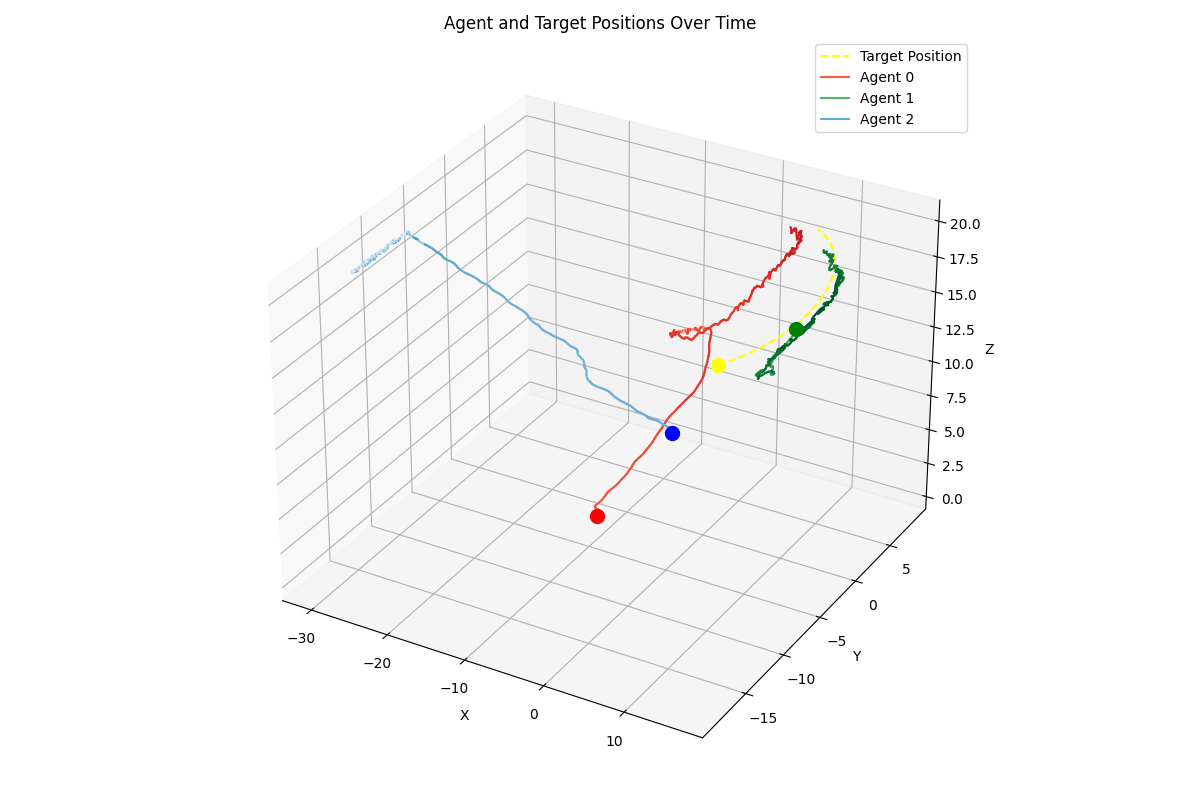 Agent and Target Positions Over Time
Target Position
Agent 0
Agent 1
Agent 2
20.0
17.5
15.0
12.5
10.0
7.5
5.0
2.5
0.0
Z
5
0
−5
−10
−15
Y
−30
−20
−10
0
10
X